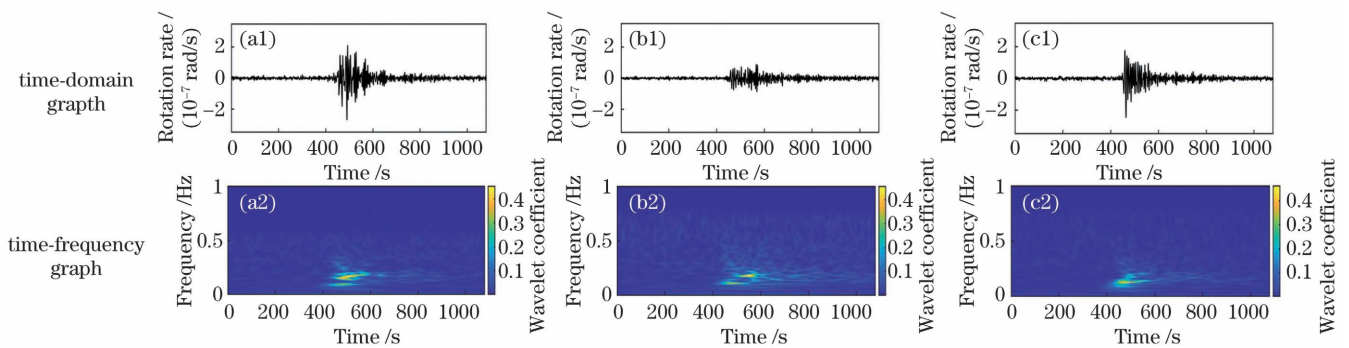 time-domain
grapth
Rotation rate /
(10⁻⁷ rad/s)
2
0
−2
(a1)
0 200 400 600 800 1000
Time /s
Rotation rate /
(10⁻⁷ rad/s)
2
0
−2
(b1)
0 200 400 600 800 1000
Time /s
Rotation rate /
(10⁻⁷ rad/s)
2
0
−2
(c1)
0 200 400 600 800 1000
Time /s
time-frequency
graph
Frequency /Hz
1
0.5
0
(a2)
0 200 400 600 800 1000
Time /s
0.4
0.3
0.2
0.1
Wavelet coefficient
Frequency /Hz
1
0.5
0
(b2)
0 200 400 600 800 1000
Time /s
0.4
0.3
0.2
0.1
Wavelet coefficient
Frequency /Hz
1
0.5
0
(c2)
0 200 400 600 800 1000
Time /s
0.4
0.3
0.2
0.1
Wavelet coefficient